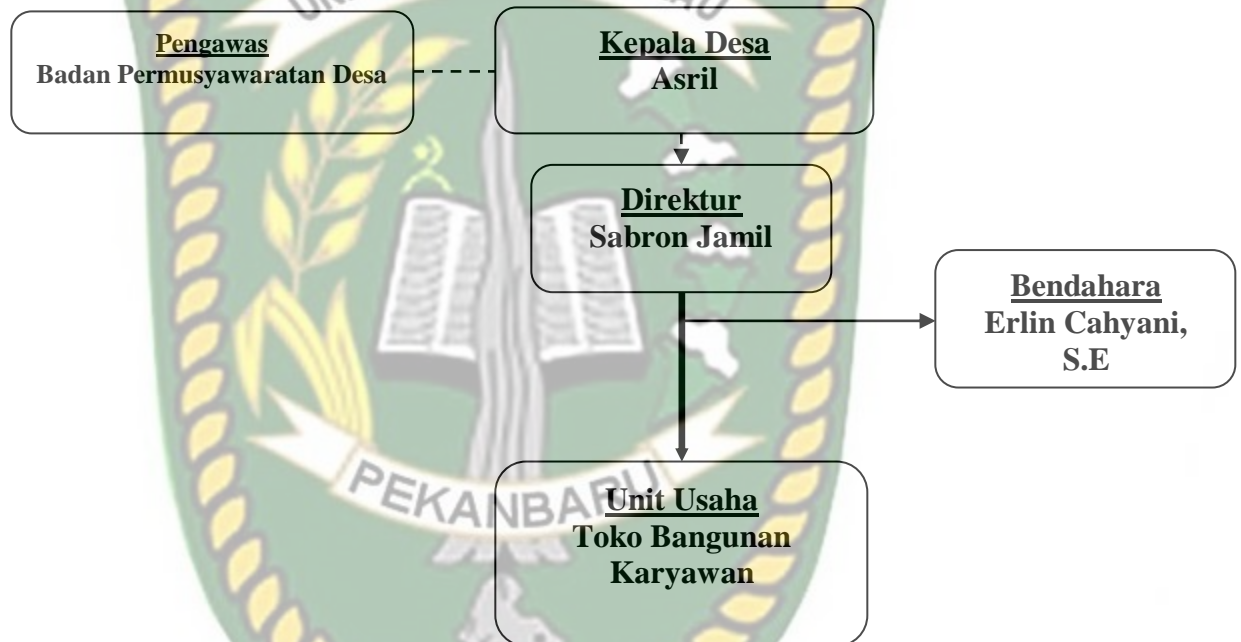 Pengawas
Badan Permusyawaratan Desa
Kepala Desa
Asril
Direktur
Sabron Jamil
Bendahara
Erlin Cahyani,
S.E
PEKANBARU
Unit Usaha
Toko Bangunan
Karyawan